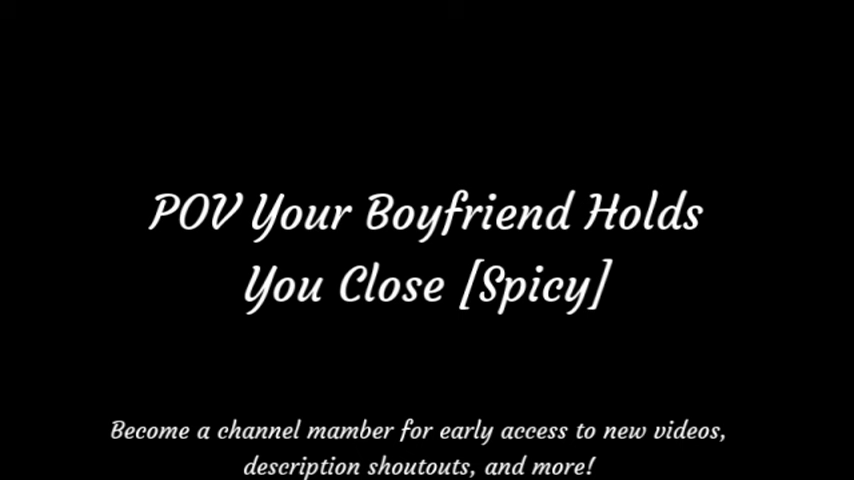 POV Your Boyfriend Holds
You Close [Spicy]
Become a channel mamber for early access to new videos,
description shoutouts, and more!